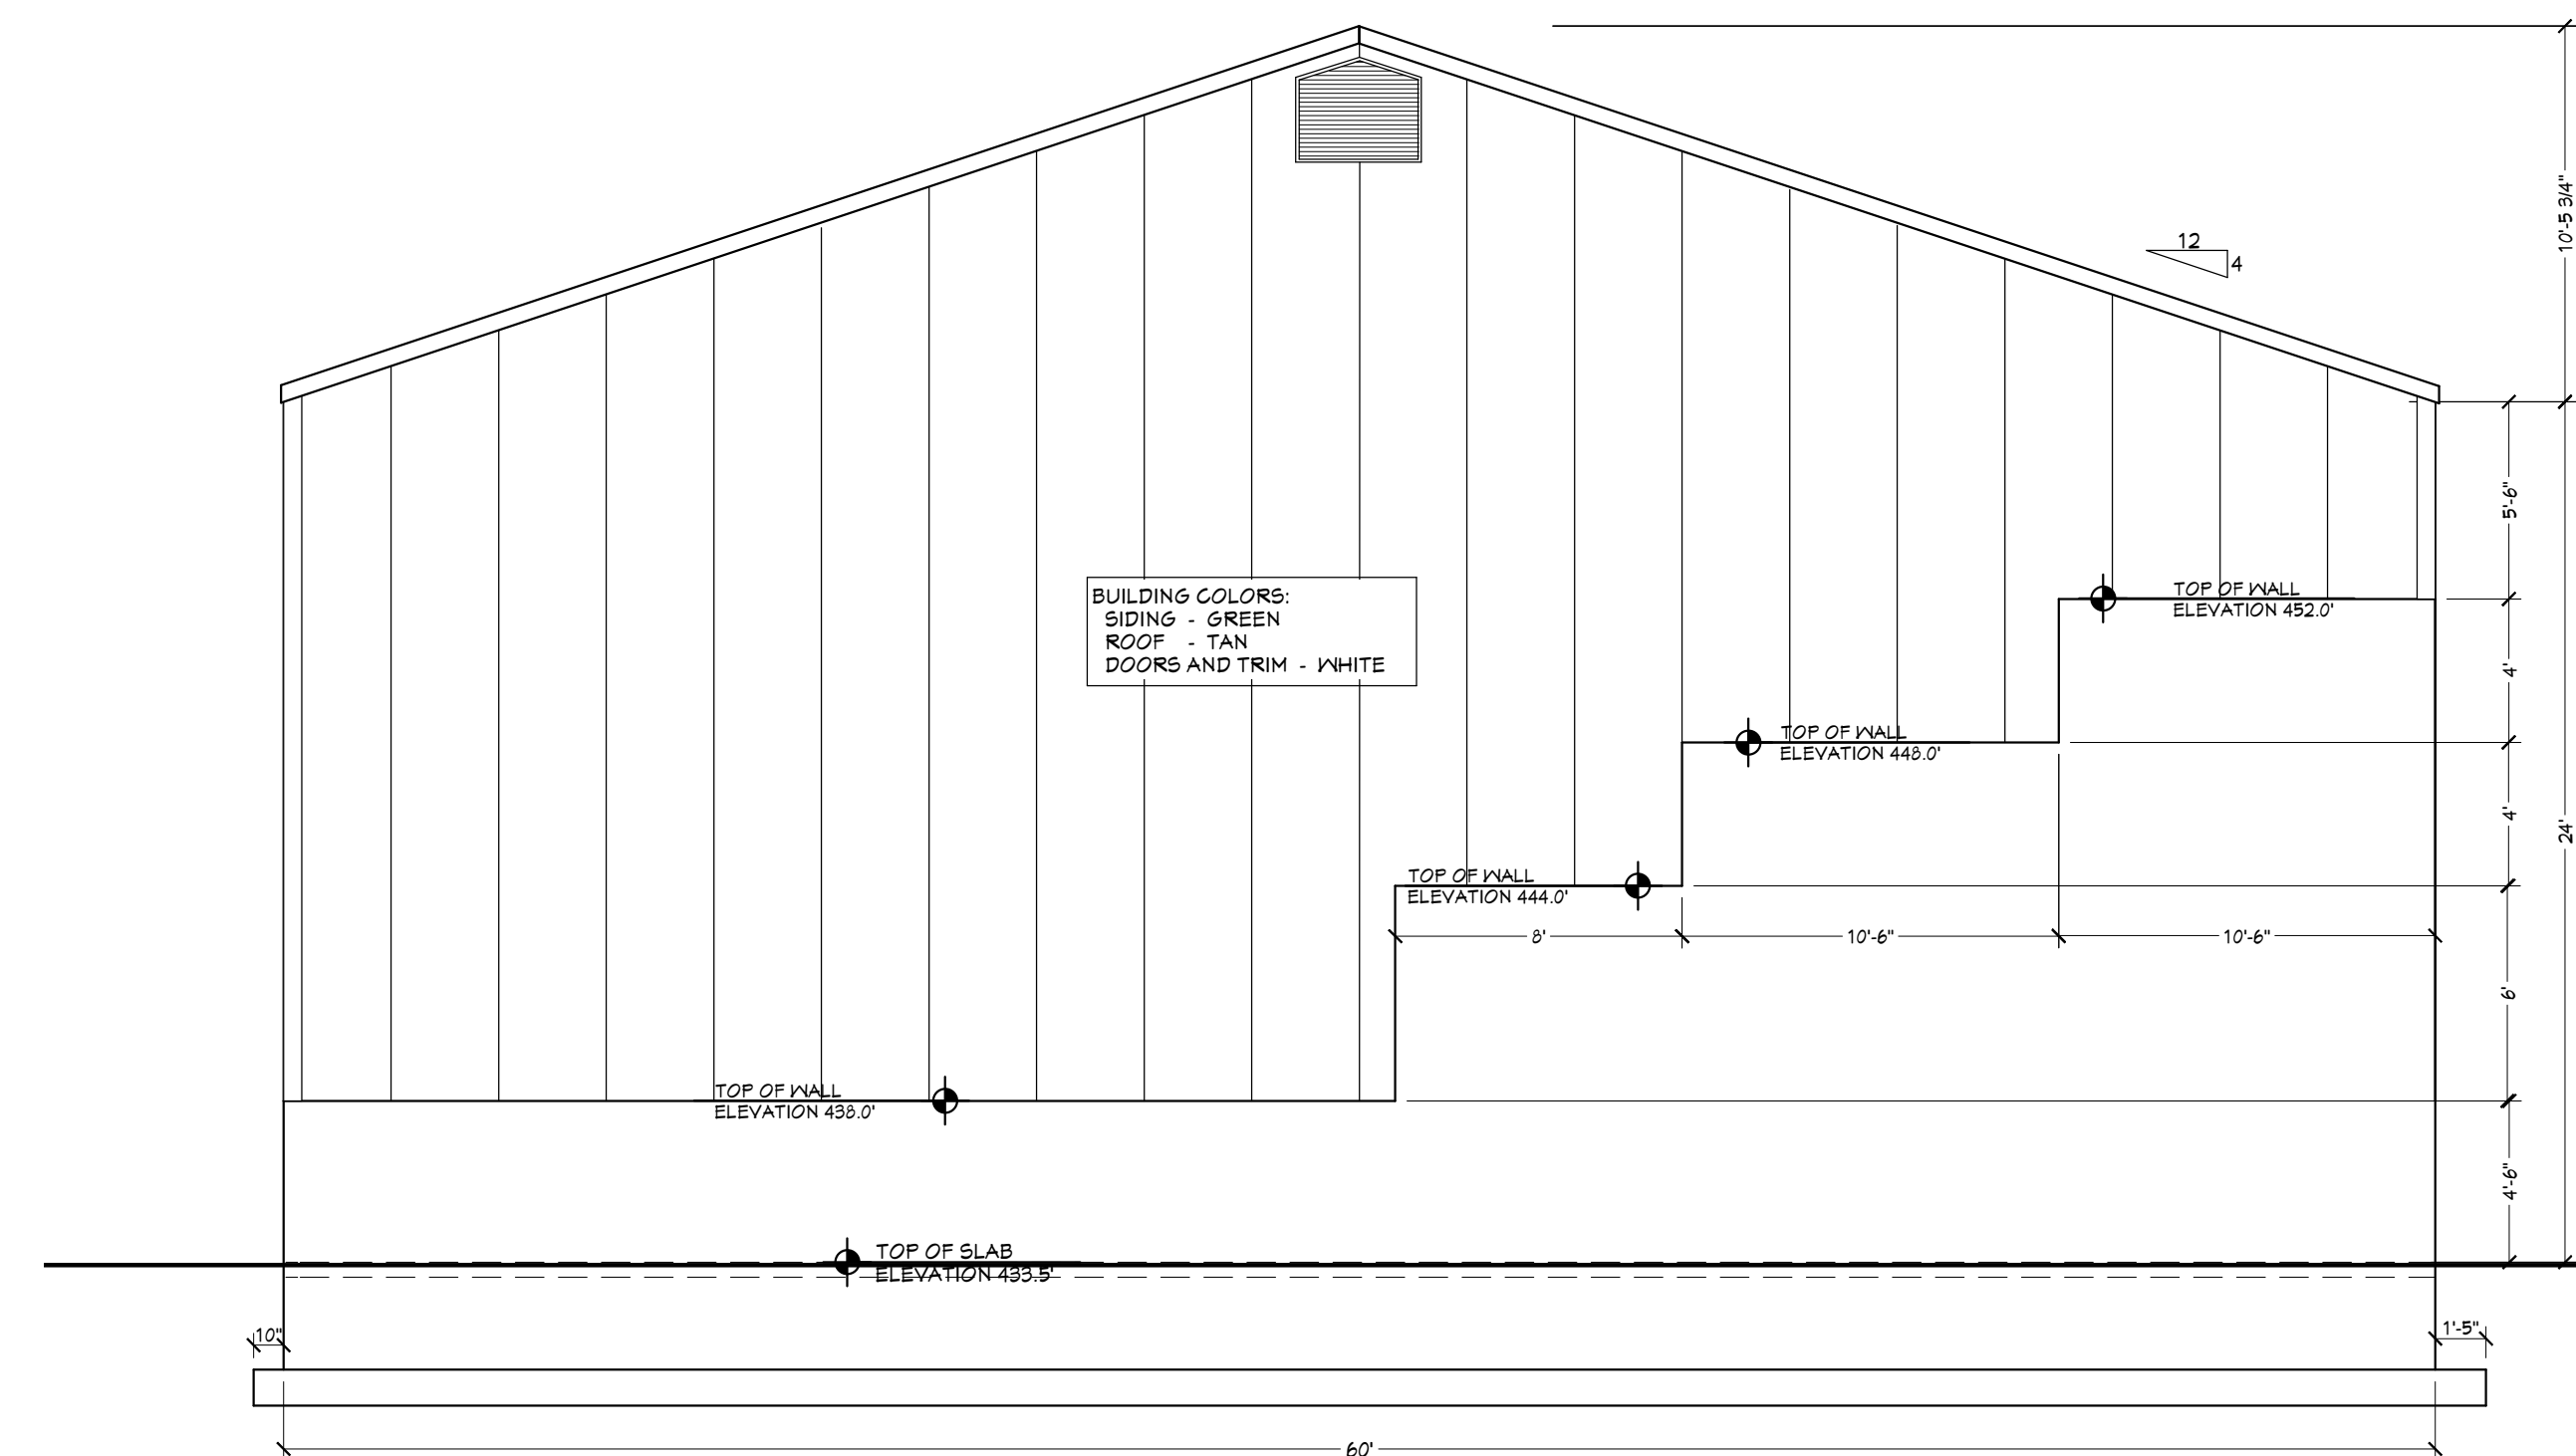 10'-5 3/4"
12
4
5'-6"
BUILDING COLORS:
SIDING - GREEN
ROOF - TAN
DOORS AND TRIM - WHITE
TOP OF WALL
ELEVATION 452.0'
4'
TOP OF WALL
ELEVATION 448.0'
4'
24'
TOP OF WALL
ELEVATION 444.0'
8'
10'-6"
10'-6"
6'
TOP OF WALL
ELEVATION 438.0'
4'-6"
TOP OF SLAB
ELEVATION 433.5'
10"
1'-5"
60'